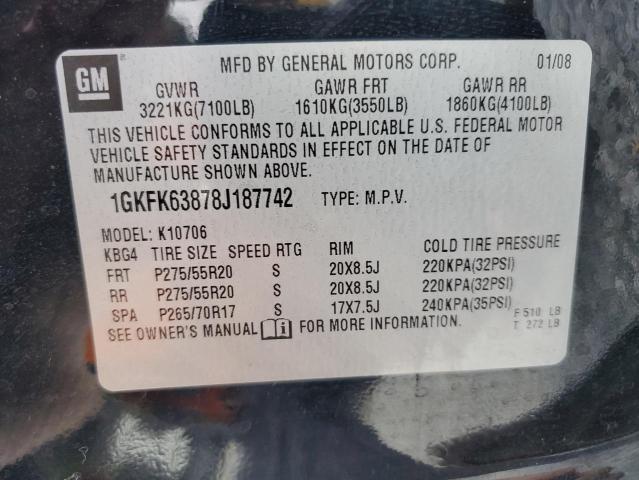 GM
MFD BY GENERAL MOTORS CORP. 01/08
GVWR GAWR FRT GAWR RR
3221KG(7100LB) 1610KG(3550LB) 1860KG(4100LB)
THIS VEHICLE CONFORMS TO ALL APPLICABLE U.S. FEDERAL MOTOR
VEHICLE SAFETY STANDARDS IN EFFECT ON THE DATE OF
MANUFACTURE SHOWN ABOVE.
1GKFK63878J187742 TYPE: M.P.V.
MODEL: K10706
KBG4 TIRE SIZE SPEED RTG RIM COLD TIRE PRESSURE
FRT P275/55R20 S 20X8.5J 220KPA(32PSI)
RR P275/55R20 S 20X8.5J 220KPA(32PSI)
SPA P265/70R17 S 17X7.5J 240KPA(35PSI) F 510 LB
SEE OWNER'S MANUAL i FOR MORE INFORMATION. T 272 LB